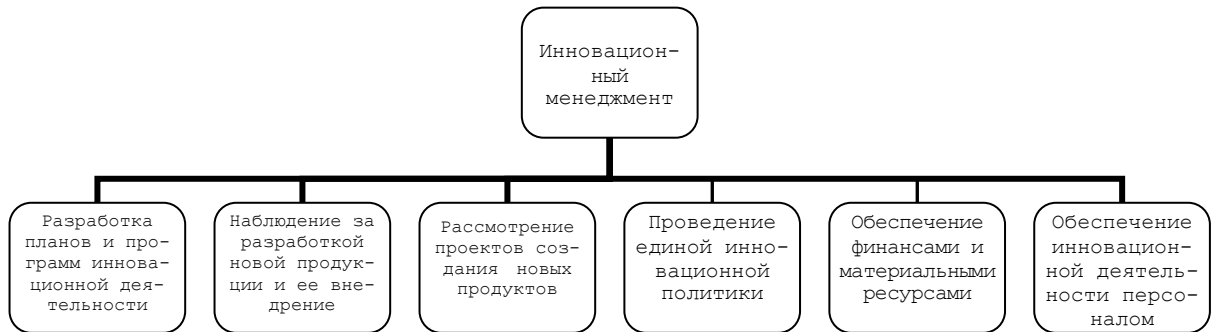 Инновацион-
ный
менеджмент
Разработка
планов и про-
грамм иннова-
ционной дея-
тельности
Наблюдение за
разработкой
новой продук-
ции и ее вне-
дрение
Рассмотрение
проектов соз-
дания новых
продуктов
Проведение
единой инно-
вационной
политики
Обеспечение
финансами и
материальными
ресурсами
Обеспечение
инновацион-
ной деятель-
ности персо-
налом